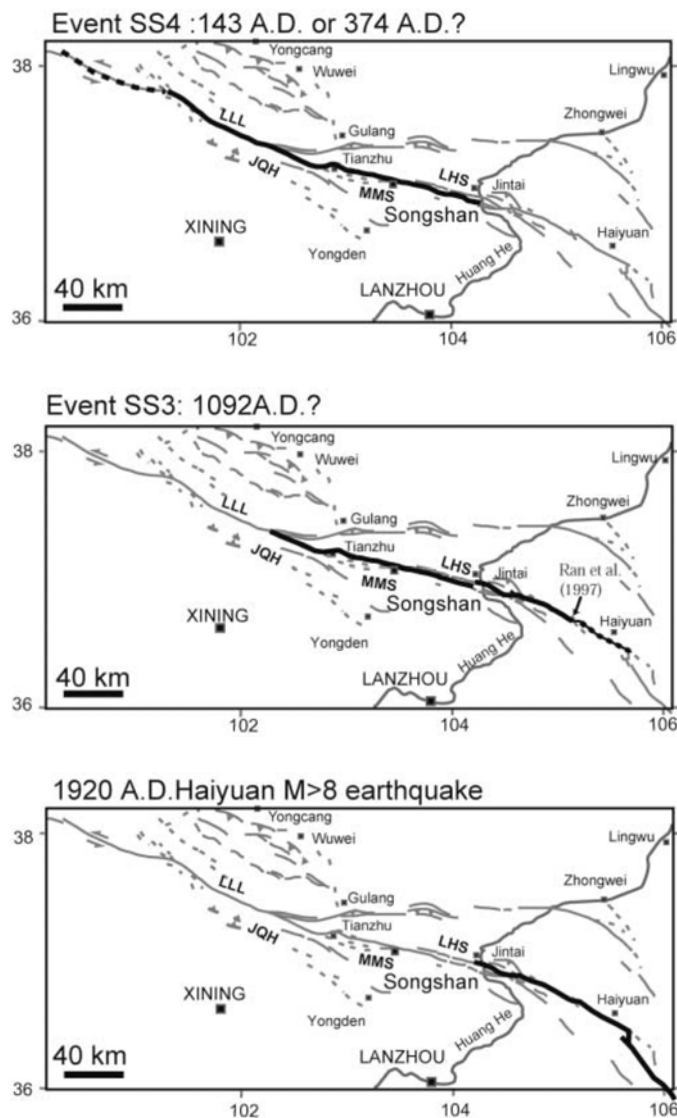 Event SS4 :143 A.D. or 374 A.D.?
38
Yongcang
Wuwei
Lingwu
Zhongwei
LLL
Gulang
Tianzhu
JQH
LHS
Jintai
MMS
Songshan
XINING
Haiyuan
Yongden
Huang He
40 km
LANZHOU
36
102
104
106
Event SS3: 1092A.D.?
38
Yongcang
Wuwei
Lingwu
Zhongwei
LLL
Gulang
Tianzhu
JQH
LHS
Jintai
Ran et al.
(1997)
MMS
Songshan
XINING
Haiyuan
Yongden
Huang He
40 km
LANZHOU
36
102
104
106
1920 A.D.Haiyuan M>8 earthquake
38
Yongcang
Wuwei
Lingwu
Zhongwei
LLL
Gulang
Tianzhu
JQH
LHS
Jintai
MMS
Songshan
XINING
Haiyuan
Yongden
Huang He
40 km
LANZHOU
36
102
104
106